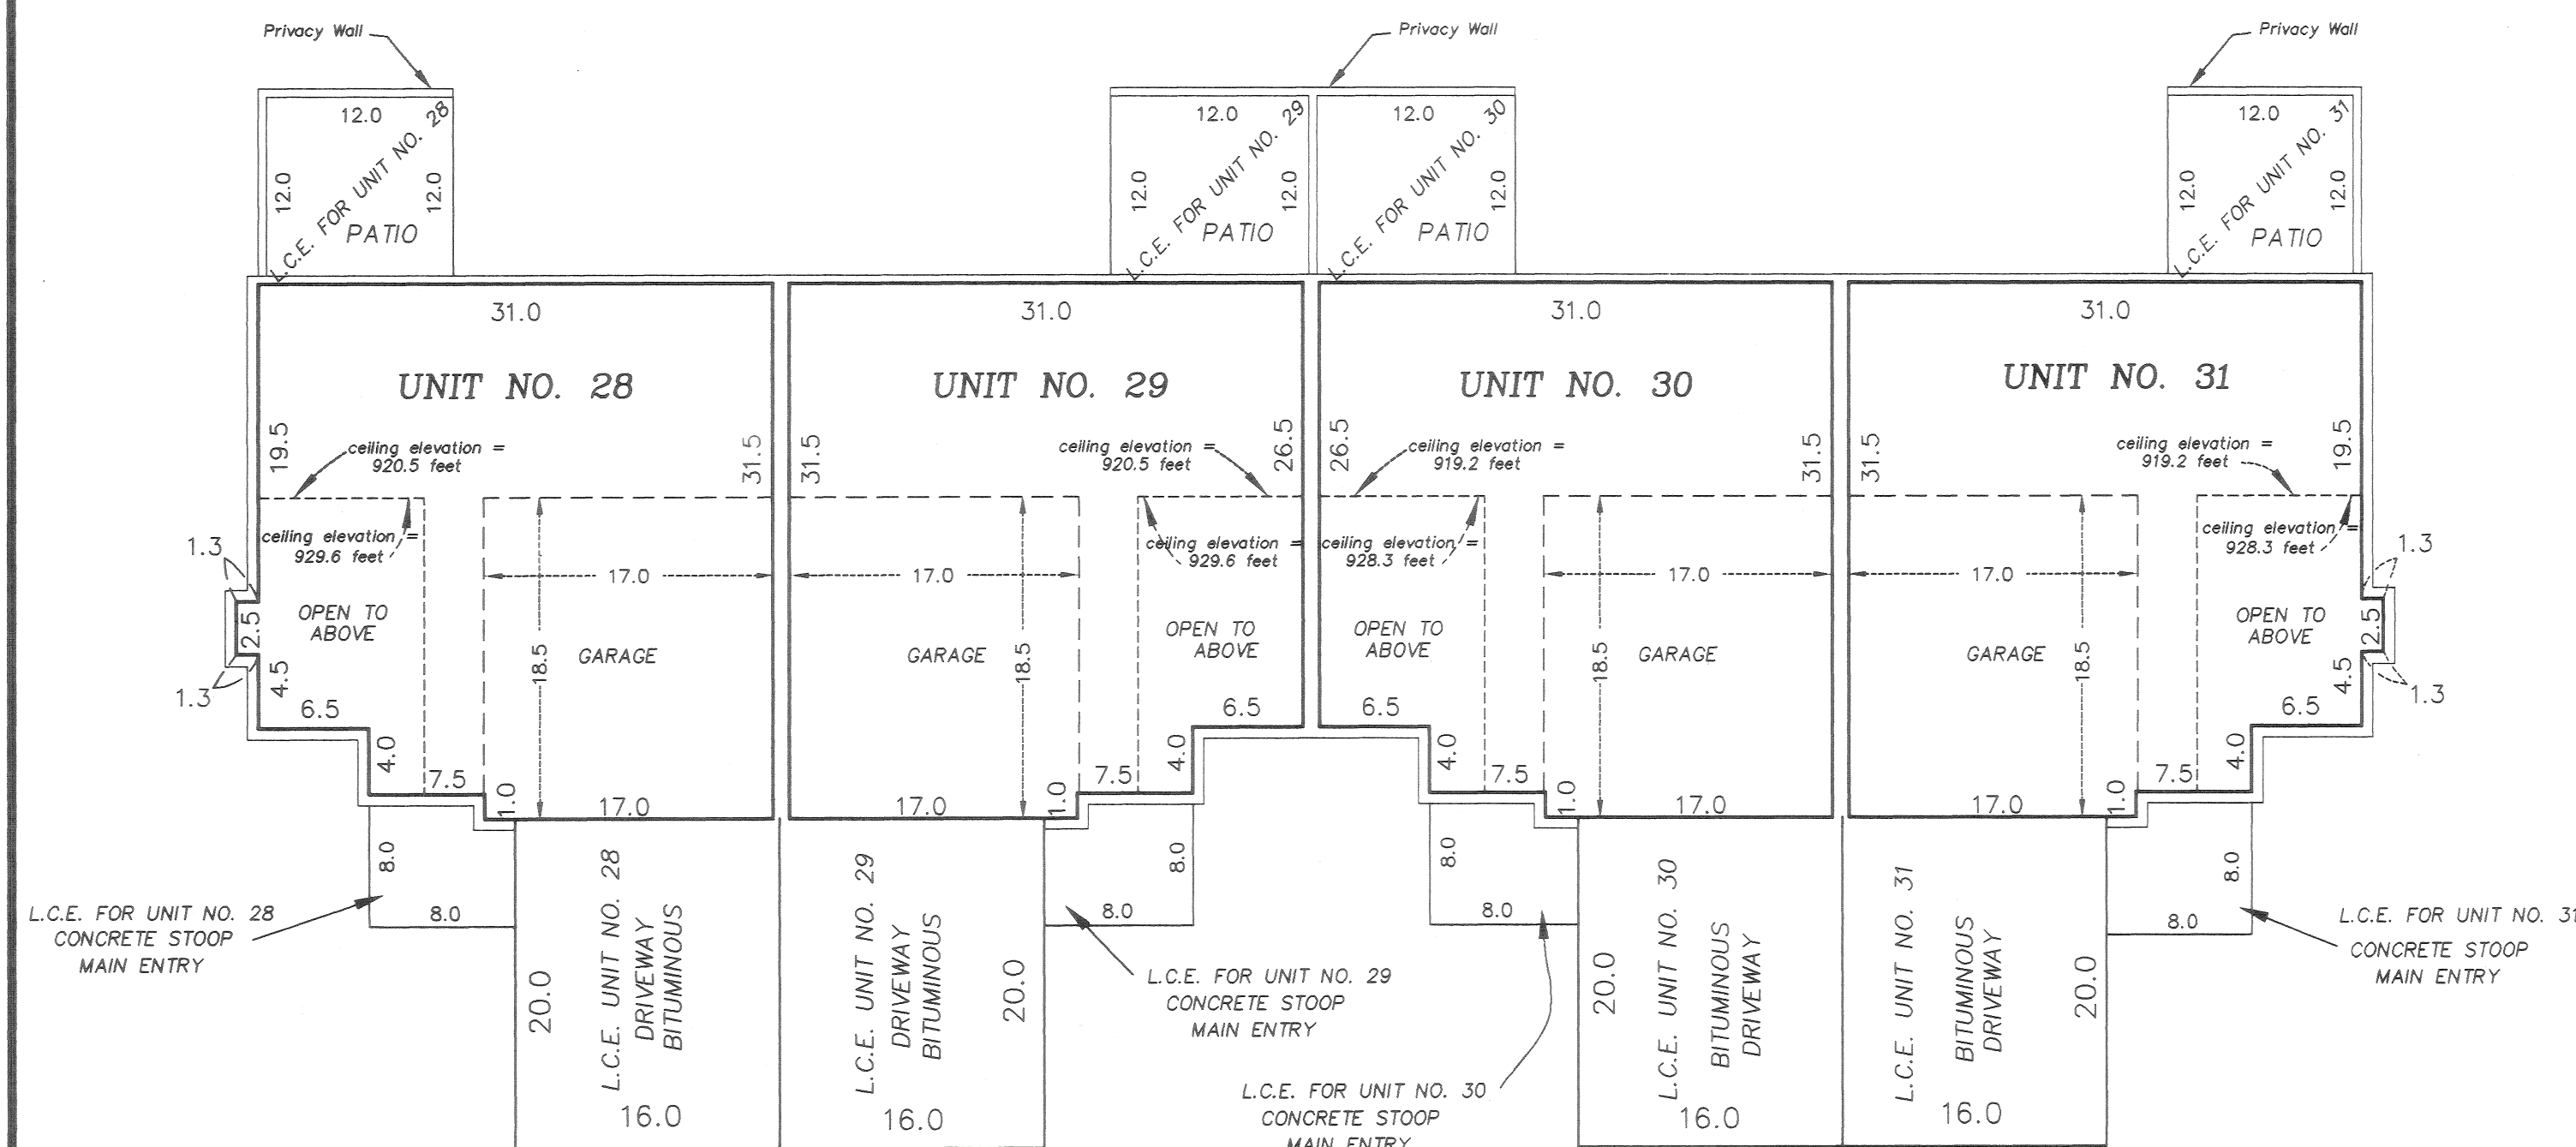 Privacy Wall
Privacy Wall
Privacy Wall
12.0
12.0
12.0
L.C.E. FOR UNIT NO. 28
PATIO
12.0
12.0
12.0
L.C.E. FOR UNIT NO. 29
PATIO
12.0
12.0
L.C.E. FOR UNIT NO. 30
PATIO
12.0
12.0
12.0
L.C.E. FOR UNIT NO. 31
PATIO
31.0
UNIT NO. 28
19.5
31.5
ceiling elevation =
920.5 feet
ceiling elevation =
929.6 feet
1.3
2.5
1.3
4.5
OPEN TO
ABOVE
6.5
4.0
7.5
1.0
17.0
18.5
GARAGE
17.0
31.0
UNIT NO. 29
31.5
26.5
ceiling elevation =
920.5 feet
ceiling elevation =
929.6 feet
17.0
18.5
GARAGE
OPEN TO
ABOVE
6.5
4.0
7.5
1.0
17.0
31.0
UNIT NO. 30
26.5
31.5
ceiling elevation =
919.2 feet
ceiling elevation =
928.3 feet
OPEN TO
ABOVE
6.5
4.0
7.5
1.0
17.0
18.5
GARAGE
17.0
31.0
UNIT NO. 31
31.5
19.5
ceiling elevation =
919.2 feet
ceiling elevation =
928.3 feet
1.3
2.5
1.3
4.5
17.0
18.5
GARAGE
OPEN TO
ABOVE
6.5
4.0
7.5
1.0
17.0
8.0
8.0
L.C.E. FOR UNIT NO. 28
CONCRETE STOOP
MAIN ENTRY
20.0
L.C.E. UNIT NO. 28
DRIVEWAY
BITUMINOUS
16.0
L.C.E. UNIT NO. 29
DRIVEWAY
BITUMINOUS
20.0
16.0
8.0
8.0
L.C.E. FOR UNIT NO. 29
CONCRETE STOOP
MAIN ENTRY
8.0
8.0
L.C.E. FOR UNIT NO. 30
CONCRETE STOOP
MAIN ENTRY
20.0
L.C.E. UNIT NO. 30
BITUMINOUS
DRIVEWAY
16.0
L.C.E. UNIT NO. 31
BITUMINOUS
DRIVEWAY
20.0
16.0
8.0
8.0
L.C.E. FOR UNIT NO. 31
CONCRETE STOOP
MAIN ENTRY